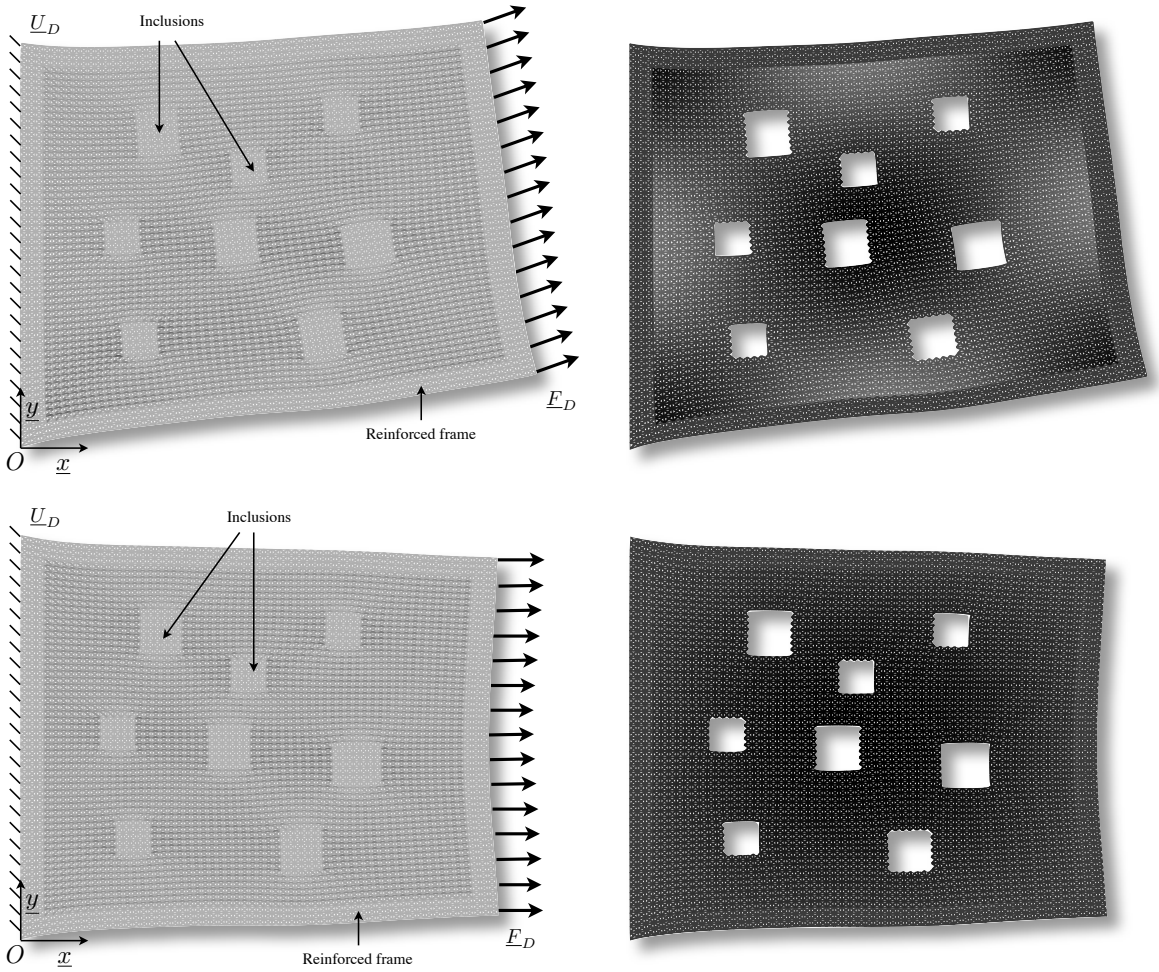 U_D
Inclusions
y
F_D
Reinforced frame
O
x
U_D
Inclusions
y
F_D
O
x
Reinforced frame